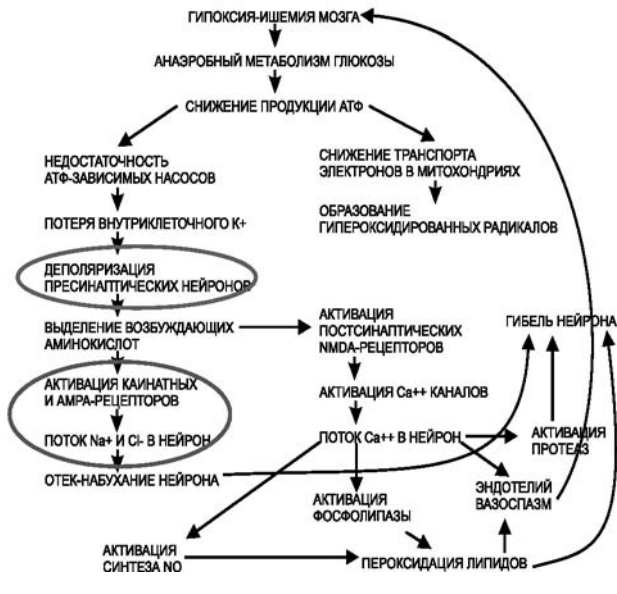 ГИПОКСИЯ-ИШЕМИЯ МОЗГА
АНАЭРОБНЫЙ МЕТАБОЛИЗМ ГЛЮКОЗЫ
СНИЖЕНИЕ ПРОДУКЦИИ АТФ
НЕДОСТАТОЧНОСТЬ
АТФ-ЗАВИСИМЫХ НАСОСОВ
СНИЖЕНИЕ ТРАНСПОРТА
ЭЛЕКТРОНОВ В МИТОХОНДРИЯХ
ПОТЕРЯ ВНУТРИКЛЕТОЧНОГО К+
ОБРАЗОВАНИЕ
ГИПЕРОКСИДИРОВАННЫХ РАДИКАЛОВ
ДЕПОЛЯРИЗАЦИЯ
ПРЕСИНАПТИЧЕСКИХ НЕЙРОНОВ
ВЫДЕЛЕНИЕ ВОЗБУЖДАЮЩИХ
АМИНОКИСЛОТ
АКТИВАЦИЯ
ПОСТСИНАПТИЧЕСКИХ
NMDA-РЕЦЕПТОРОВ
ГИБЕЛЬ НЕЙРОНА
АКТИВАЦИЯ КАИНАТНЫХ
И АМРА-РЕЦЕПТОРОВ
АКТИВАЦИЯ Ca++ КАНАЛОВ
ПОТОК Na+ И Cl- В НЕЙРОН
ПОТОК Ca++ В НЕЙРОН
АКТИВАЦИЯ
ПРОТЕАЗ
ОТЕК-НАБУХАНИЕ НЕЙРОНА
АКТИВАЦИЯ
ФОСФОЛИПАЗЫ
ЭНДОТЕЛИЙ
ВАЗОСПАЗМ
АКТИВАЦИЯ
СИНТЕЗА NO
ПЕРОКСИДАЦИЯ ЛИПИДОВ